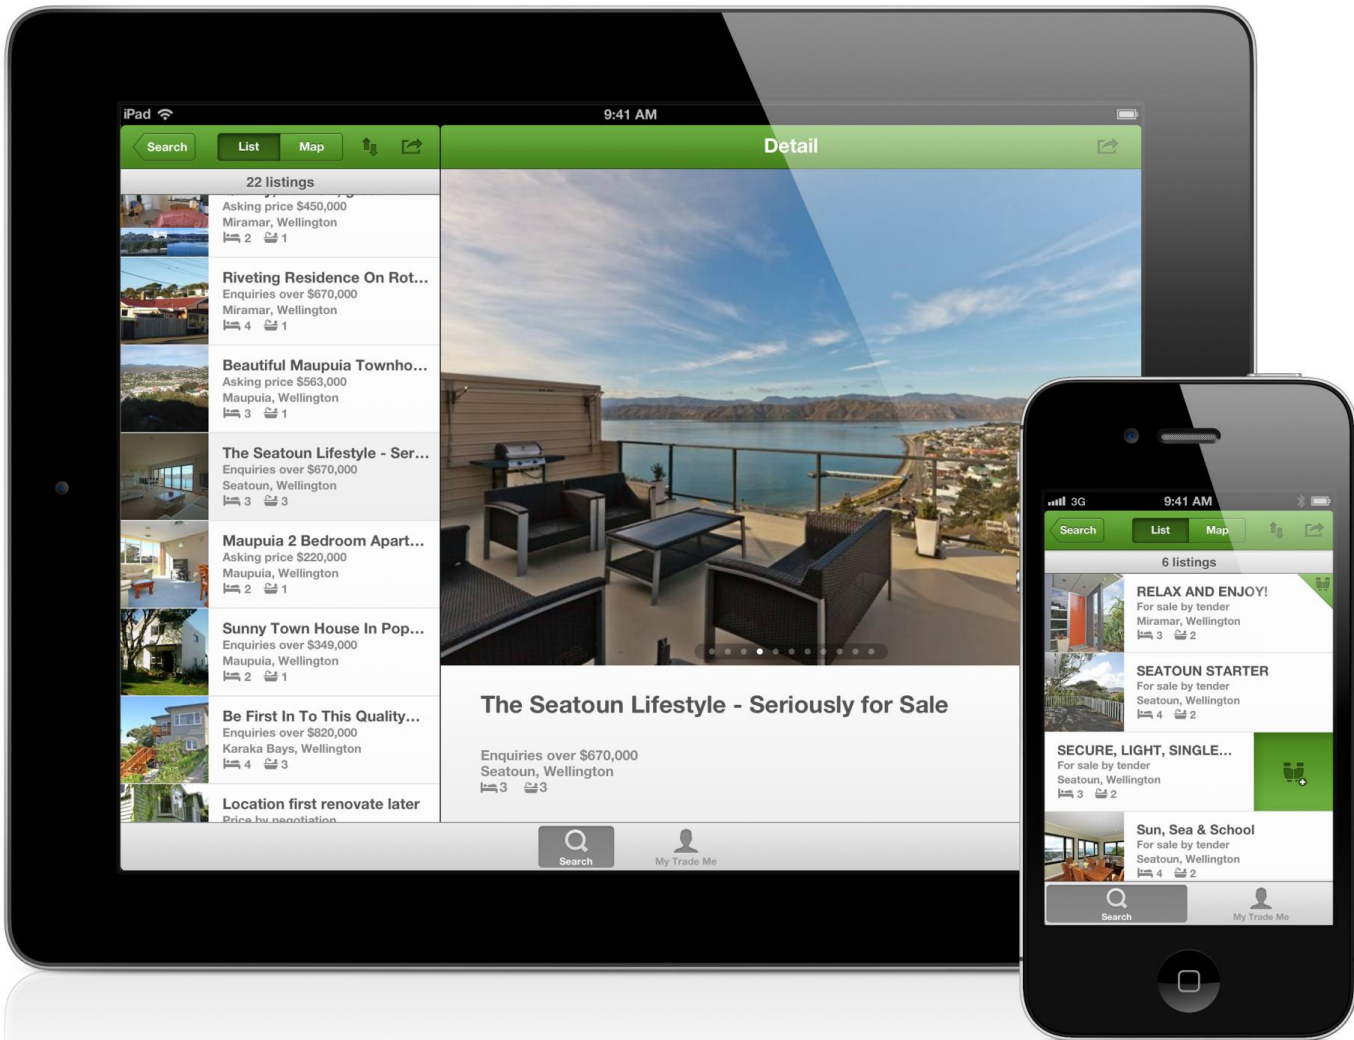 iPad
9:41 AM
Search
List
Map
Detail
22 listings
Asking price $450,000
Miramar, Wellington
2 1
Riveting Residence On Rot...
Enquiries over $670,000
Miramar, Wellington
4 1
Beautiful Maupuia Townho...
Asking price $563,000
Maupuia, Wellington
3 1
The Seatoun Lifestyle - Ser...
Enquiries over $670,000
Seatoun, Wellington
3 3
Maupuia 2 Bedroom Apart...
Asking price $220,000
Maupuia, Wellington
2 1
Sunny Town House In Pop...
Enquiries over $349,000
Maupuia, Wellington
2 1
Be First In To This Quality...
Enquiries over $820,000
Karaka Bays, Wellington
4 3
Location first renovate later
Price by negotiation
The Seatoun Lifestyle - Seriously for Sale
Enquiries over $670,000
Seatoun, Wellington
3 3
Search
My Trade Me
3G
9:41 AM
Search
List
Map
6 listings
RELAX AND ENJOY!
For sale by tender
Miramar, Wellington
3 2
SEATOUN STARTER
For sale by tender
Seatoun, Wellington
4 2
SECURE, LIGHT, SINGLE...
For sale by tender
Seatoun, Wellington
3 2
Sun, Sea & School
For sale by tender
Seatoun, Wellington
4 2
Search
My Trade Me